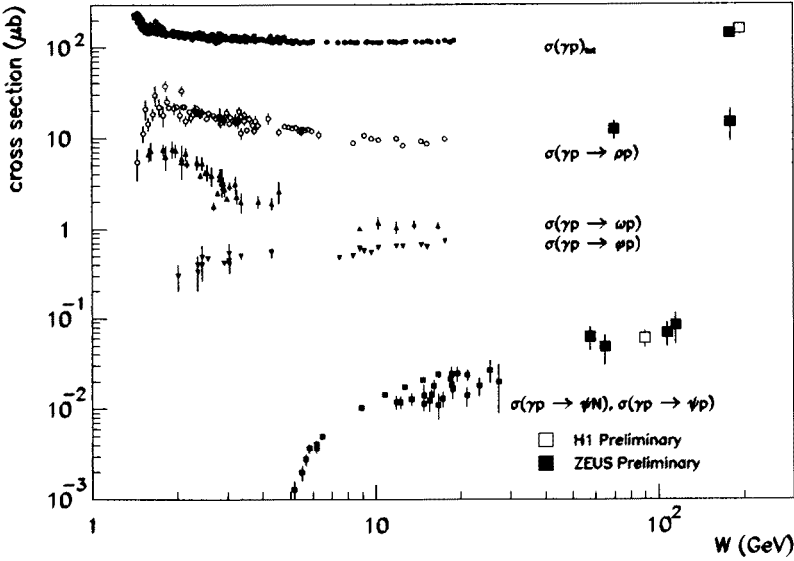 cross section (μb)
10²
σ(γp)tot
10
σ(γp → ρp)
σ(γp → ωp)
1
σ(γp → φp)
10⁻¹
10⁻²
σ(γp → ψN), σ(γp → ψp)
H1 Preliminary
ZEUS Preliminary
10⁻³
1
10
10²
W (GeV)